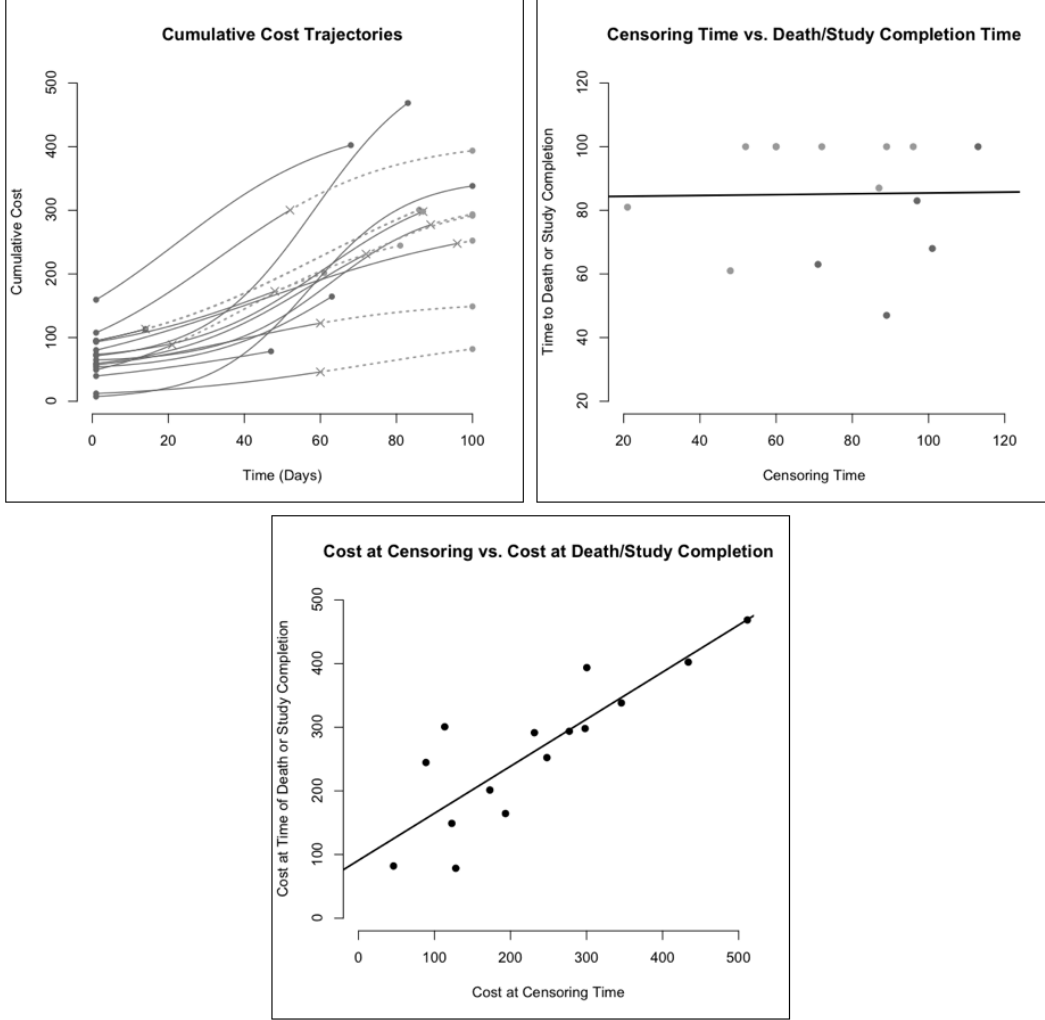 Cumulative Cost Trajectories
Cumulative Cost
500
400
300
200
100
0
0 20 40 60 80 100
Time (Days)
Censoring Time vs. Death/Study Completion Time
Time to Death or Study Completion
120
100
80
60
40
20
20 40 60 80 100 120
Censoring Time
Cost at Censoring vs. Cost at Death/Study Completion
Cost at Time of Death or Study Completion
500
400
300
200
100
0
0 100 200 300 400 500
Cost at Censoring Time